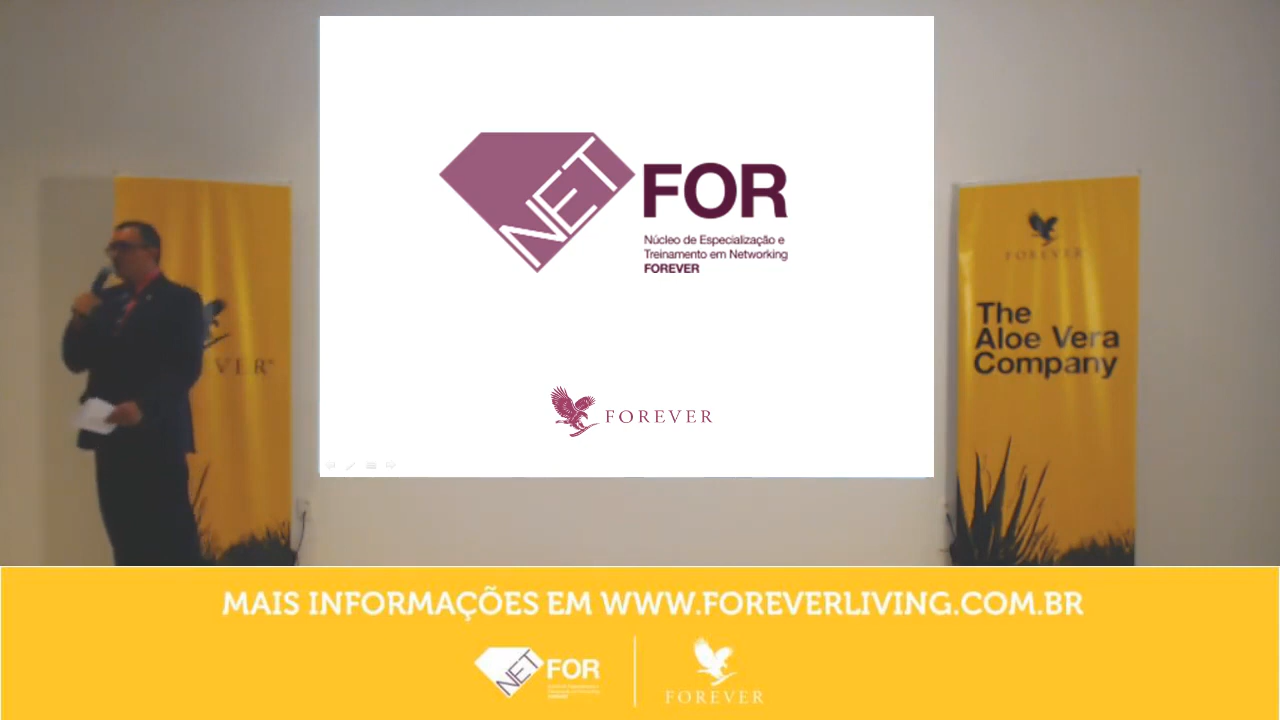 NET
FOR
Núcleo de Especialização e
Treinamento em Networking
FOREVER
FOREVER
VER
FOREVER
The
Aloe Vera
Company
MAIS INFORMAÇÕES EM WWW.FOREVERLIVING.COM.BR
NET
FOR
FOREVER